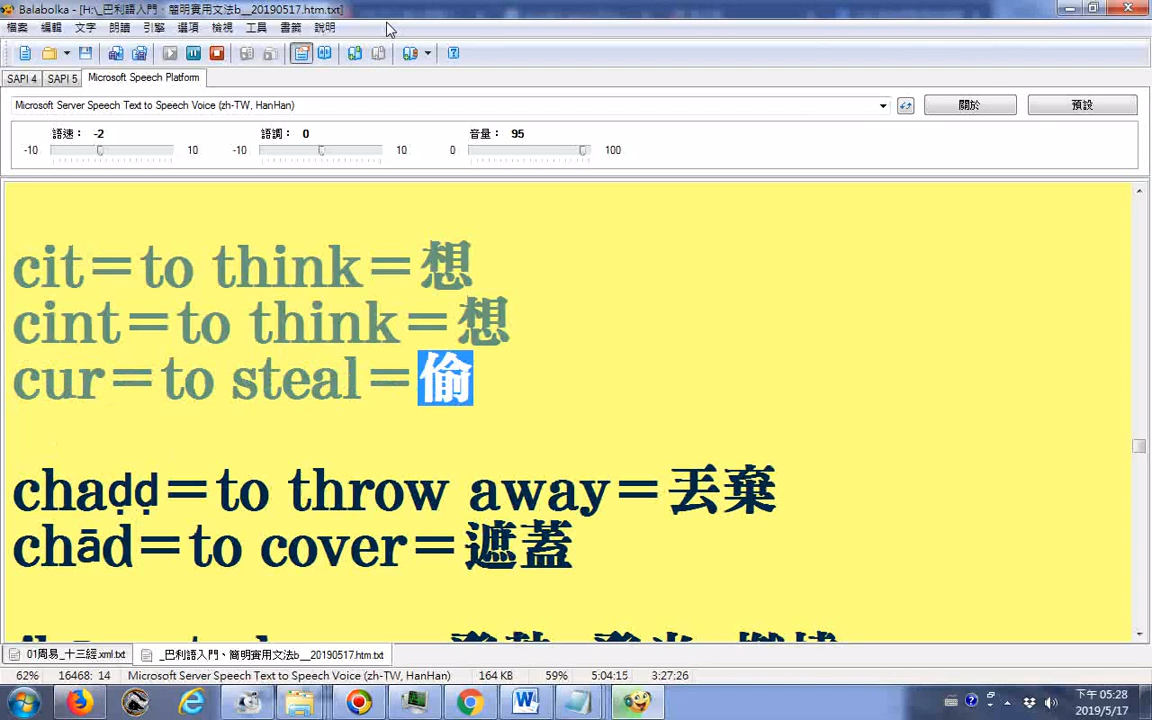 Balabolka - [H:\_巴利語入門、簡明實用文法b__20190517.htm.txt]
檔案 編輯 文字 朗讀 引擎 選項 檢視 工具 書籤 說明
SAPI 4 SAPI 5 Microsoft Speech Platform
Microsoft Server Speech Text to Speech Voice (zh-TW, HanHan) 關於 預設
語速： -2 語調： 0 音量： 95
-10 10 -10 10 0 100
cit＝to think＝想
cint＝to think＝想
cur＝to steal＝偷
chaḍḍ＝to throw away＝丟棄
chād＝to cover＝遮蓋
01周易_十三經.xml.txt _巴利語入門、簡明實用文法b__20190517.htm.txt
62% 16468: 14 Microsoft Server Speech Text to Speech Voice (zh-TW, HanHan) 164 KB 59% 5:04:15 3:27:26
下午 05:28
2019/5/17